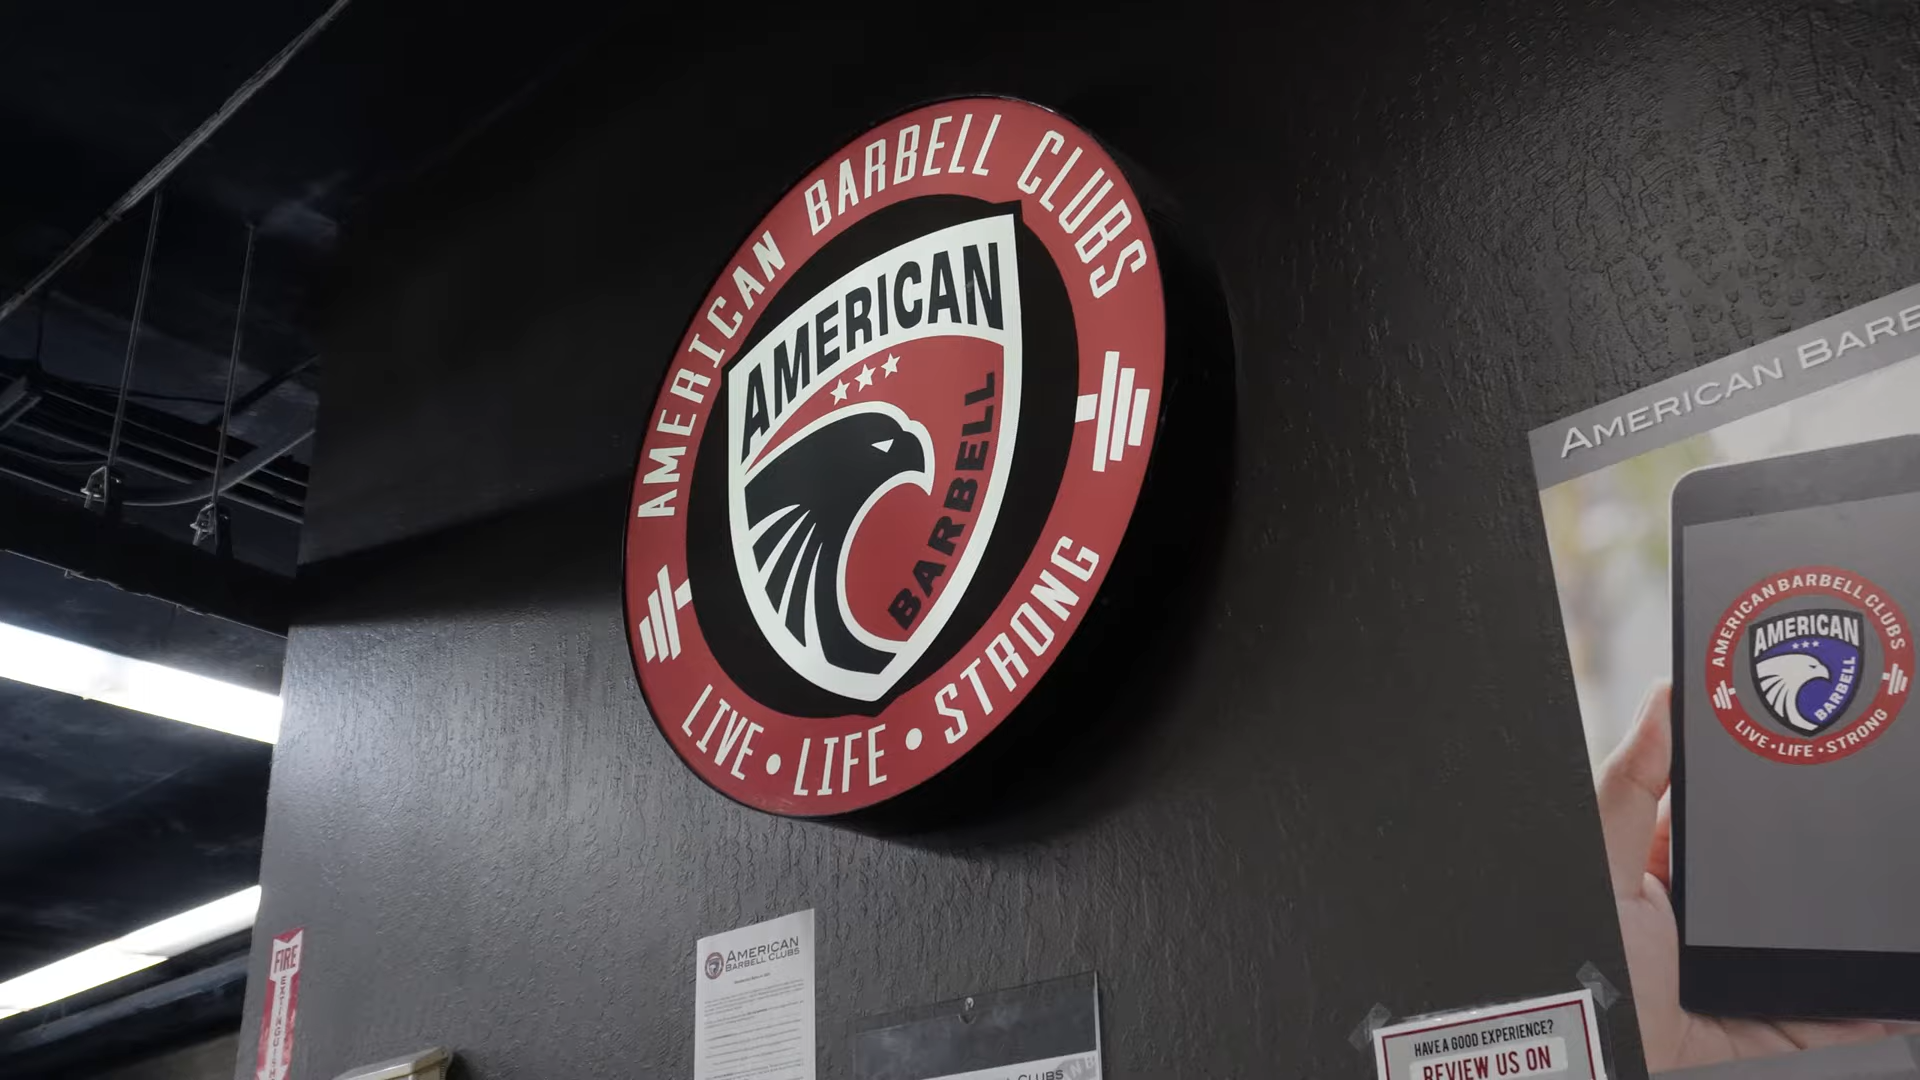 AMERICAN BARBELL CLUBS
AMERICAN
BARBELL
LIVE • LIFE • STRONG
AMERICAN
AMERICAN BARBELL CLUBS
AMERICAN
BARBELL
LIVE • LIFE • STRONG
FIRE
AMERICAN
BARBELL CLUBS
CLUBS
HAVE A GOOD EXPERIENCE?
REVIEW US ON